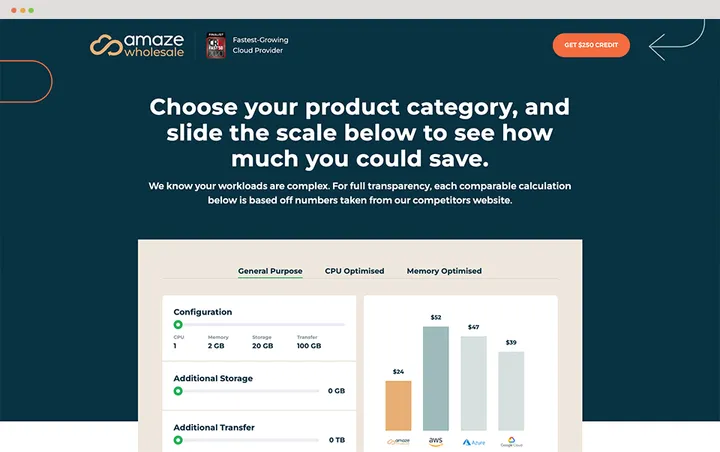 amaze
wholesale
FINALIST
Fastest-Growing
Cloud Provider
GET $250 CREDIT
Choose your product category, and
slide the scale below to see how
much you could save.
We know your workloads are complex. For full transparency, each comparable calculation
below is based off numbers taken from our competitors website.
General Purpose
CPU Optimised
Memory Optimised
Configuration
CPU Memory Storage Transfer
1 2 GB 20 GB 100 GB
Additional Storage
0 GB
Additional Transfer
0 TB
$24
$52
$47
$39
amaze
aws
Azure
Google Cloud